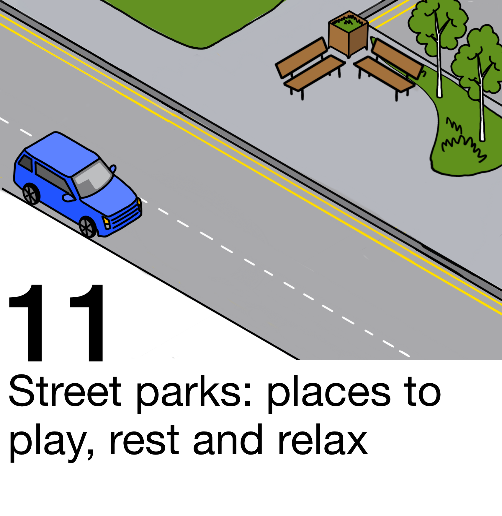 11
Street parks: places to
play, rest and relax